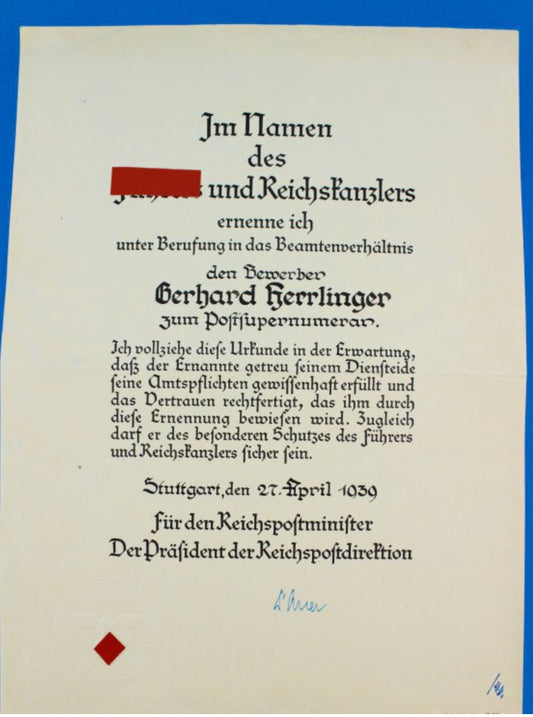 Im Namen
des
und Reichskanzlers
ernenne ich
unter Berufung in das Beamtenverhältnis
den Bewerber
Gerhard Herrlinger
zum Postsupernumerar.
Ich vollziehe diese Urkunde in der Erwartung,
daß der Ernannte getreu seinem Diensteide
seine Amtspflichten gewissenhaft erfüllt und
das Vertrauen rechtfertigt, das ihm durch
diese Ernennung bewiesen wird. Zugleich
darf er des besonderen Schutzes des Führers
und Reichskanzlers sicher sein.
Stuttgart, den 27. April 1939
Für den Reichspostminister
Der Präsident der Reichspostdirektion